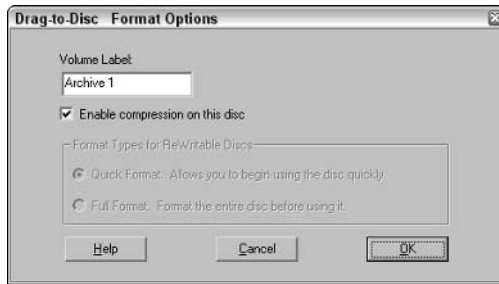 Drag-to-Disc Format Options
Volume Label:
Archive 1
Enable compression on this disc
Format Types for ReWritable Discs
Quick Format. Allows you to begin using the disc quickly.
Full Format. Format the entire disc before using it.
Help Cancel OK